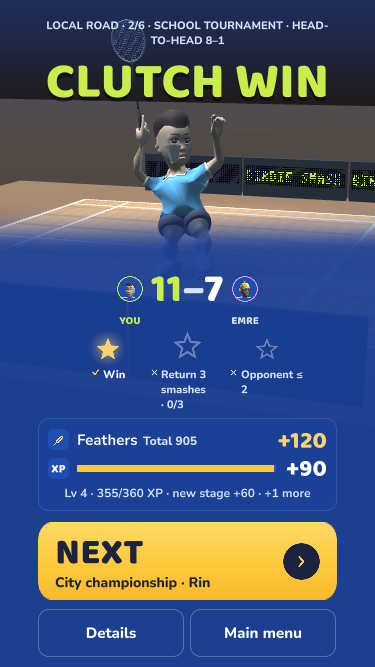 LOCAL ROAD · 2/6 · SCHOOL TOURNAMENT · HEAD-
TO-HEAD 8–1
CLUTCH WIN
11–7
YOU
EMRE
Win
Return 3
smashes
· 0/3
Opponent ≤
2
Feathers Total 905 +120
XP +90
Lv 4 · 355/360 XP · new stage +60 · +1 more
NEXT
City championship · Rin
Details
Main menu